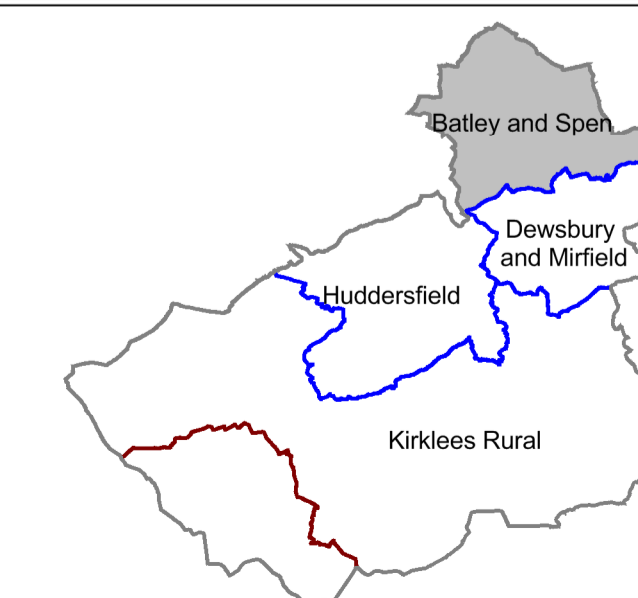 Batley and Spen
Dewsbury
and Mirfield
Huddersfield
Kirklees Rural